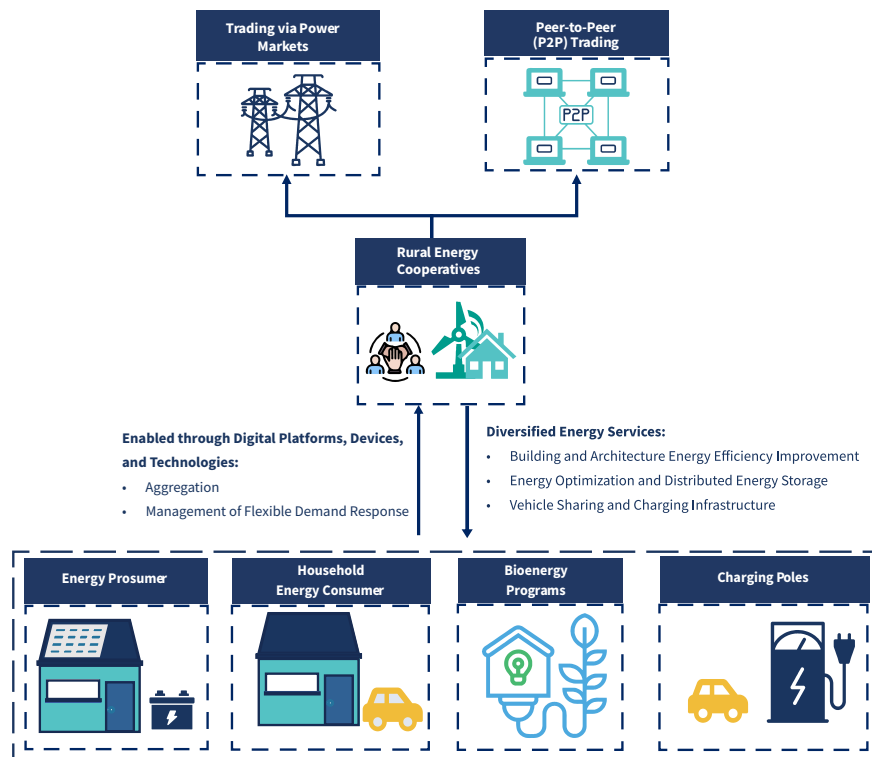 Trading via Power
Markets
Peer-to-Peer
(P2P) Trading
P2P
Rural Energy
Cooperatives
Enabled through Digital Platforms, Devices,
and Technologies:
• Aggregation
• Management of Flexible Demand Response
Diversified Energy Services:
• Building and Architecture Energy Efficiency Improvement
• Energy Optimization and Distributed Energy Storage
• Vehicle Sharing and Charging Infrastructure
Energy Prosumer
Household
Energy Consumer
Bioenergy
Programs
Charging Poles